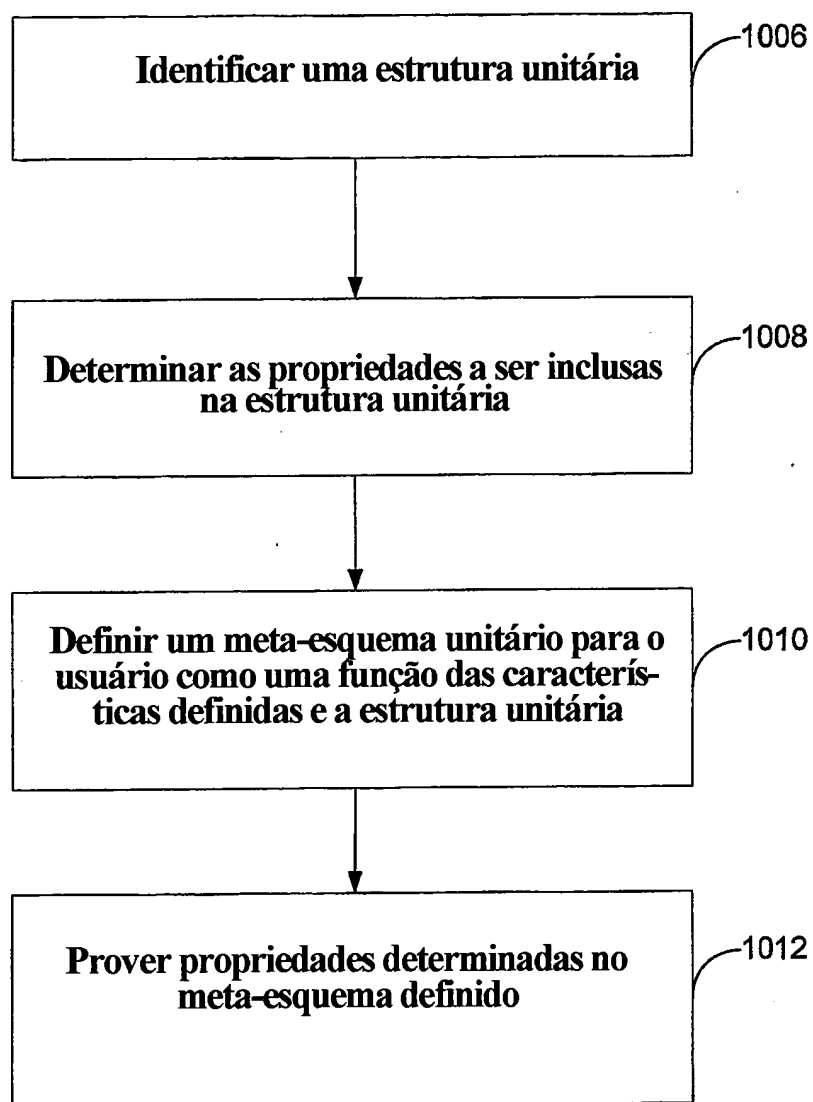 Identificar uma estrutura unitária
1006
Determinar as propriedades a ser inclusas
na estrutura unitária
1008
Definir um meta-esquema unitário para o
usuário como uma função das caracterís-
ticas definidas e a estrutura unitária
1010
Prover propriedades determinadas no
meta-esquema definido
1012